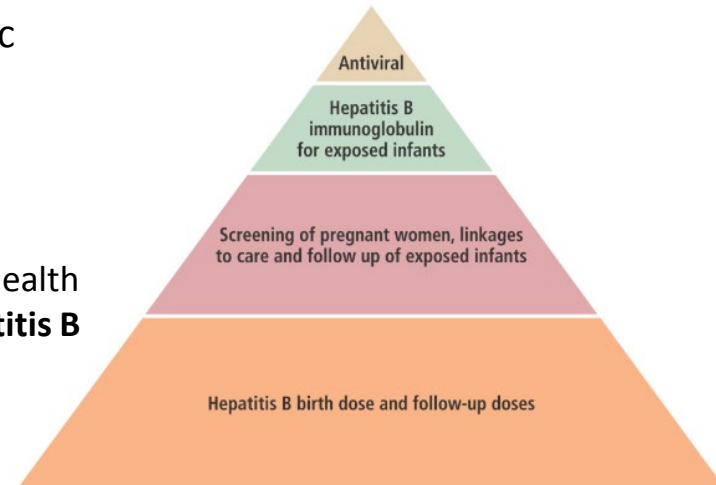 c
Antiviral
Hepatitis B
immunoglobulin
for exposed infants
Screening of pregnant women, linkages
to care and follow up of exposed infants
ealth
titis B
Hepatitis B birth dose and follow-up doses